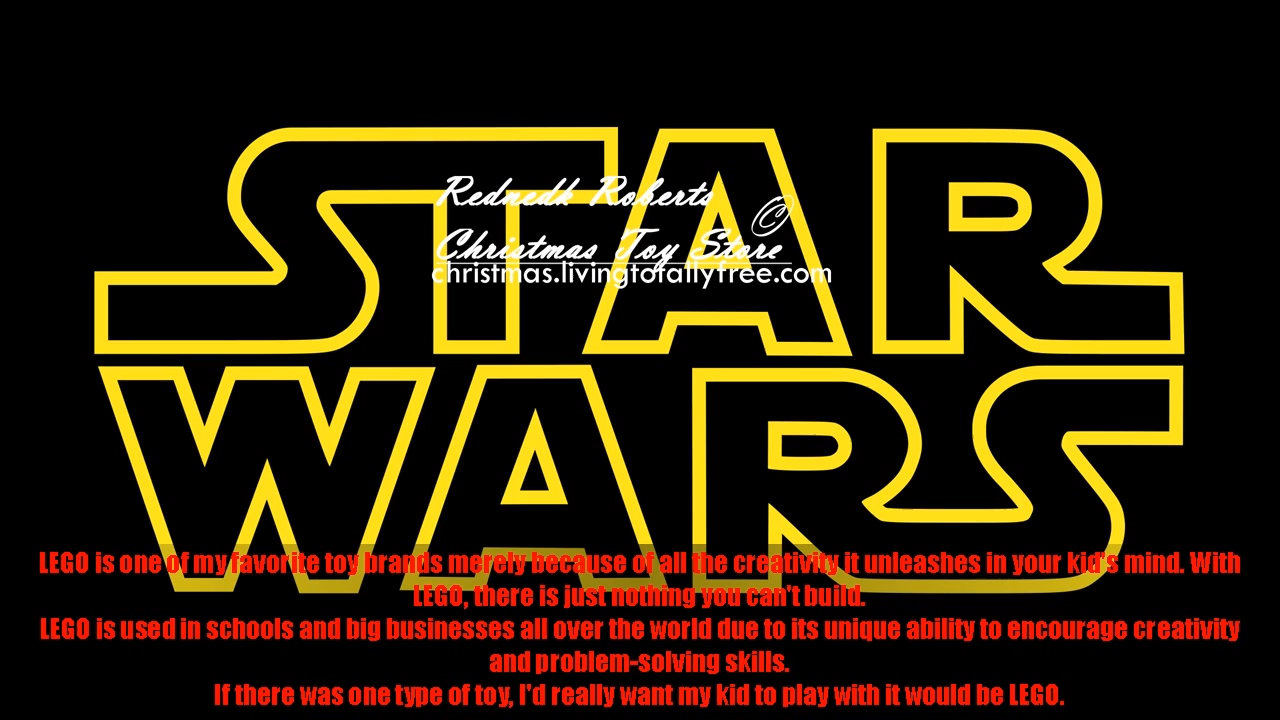 STAR
Rednedk Roberts
©
Christmas Toy Store
christmas.livingtotallyfree.com
WARS
LEGO is one of my favorite toy brands merely because of all the creativity it unleashes in your kid's mind. With
LEGO, there is just nothing you can't build.
LEGO is used in schools and big businesses all over the world due to its unique ability to encourage creativity
and problem-solving skills.
If there was one type of toy, I'd really want my kid to play with it would be LEGO.